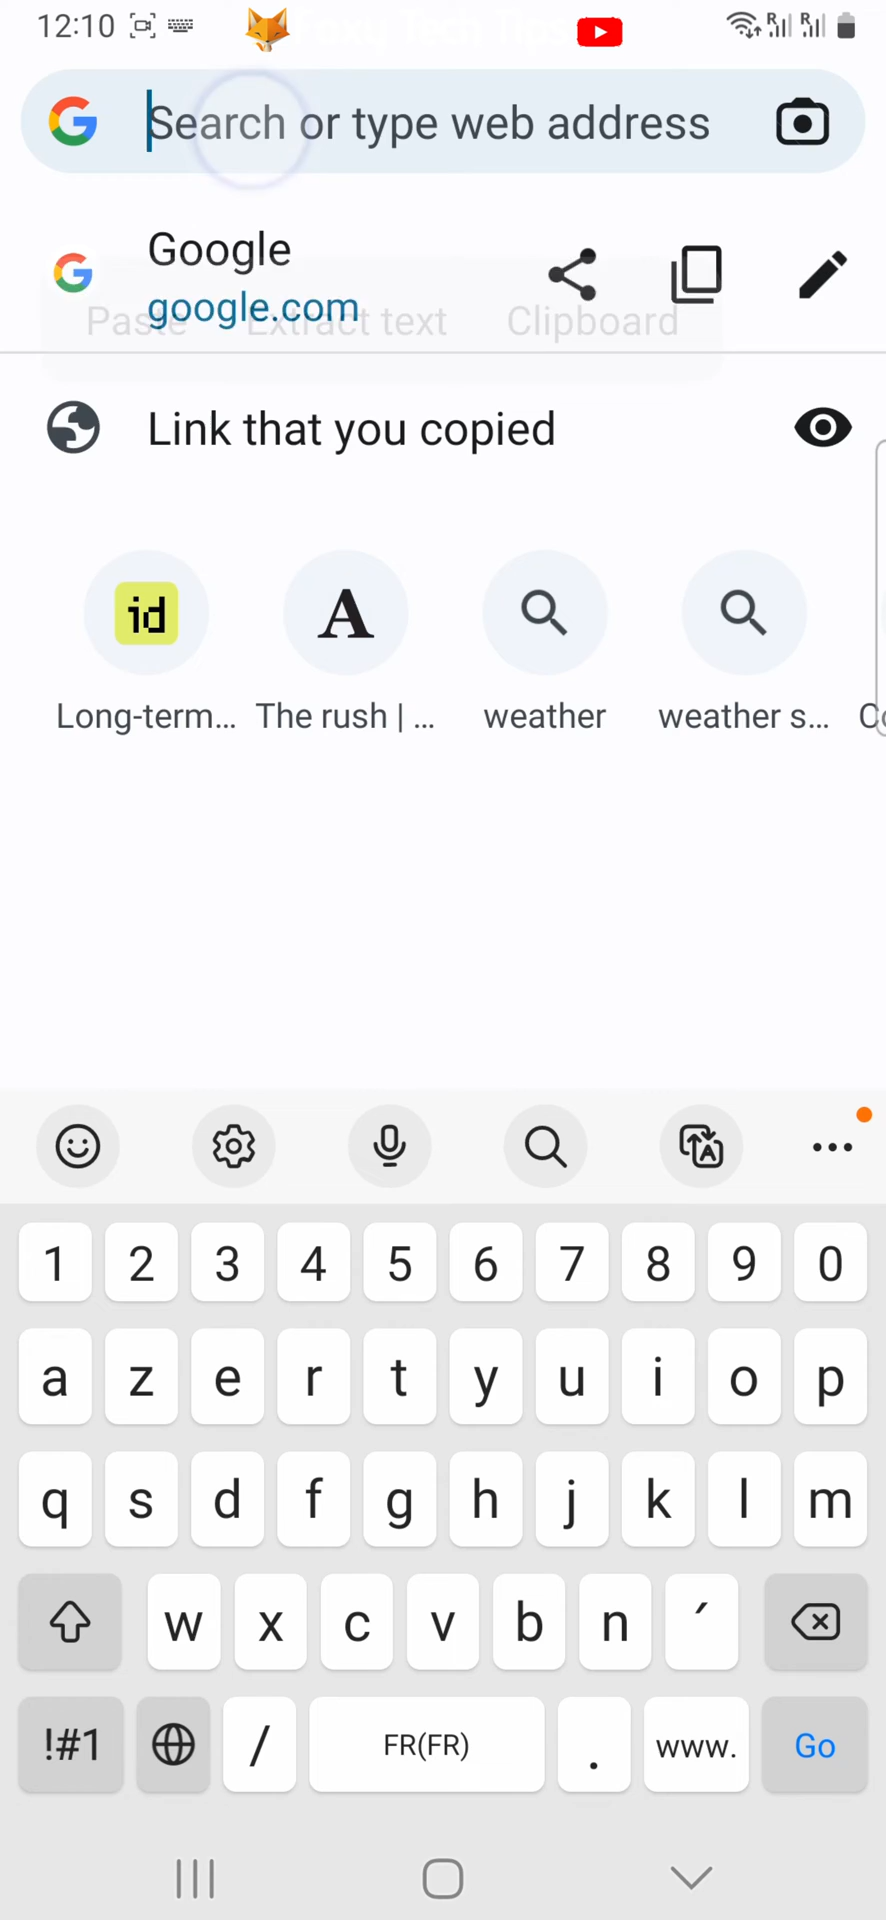 12:10
Search or type web address
Google
google.com
Paste Extract text Clipboard
Link that you copied
id A
Long-term... The rush | ... weather weather s...
1 2 3 4 5 6 7 8 9 0
a z e r t y u i o p
q s d f g h j k l m
w x c v b n ´
!#1 / FR(FR) . www. Go